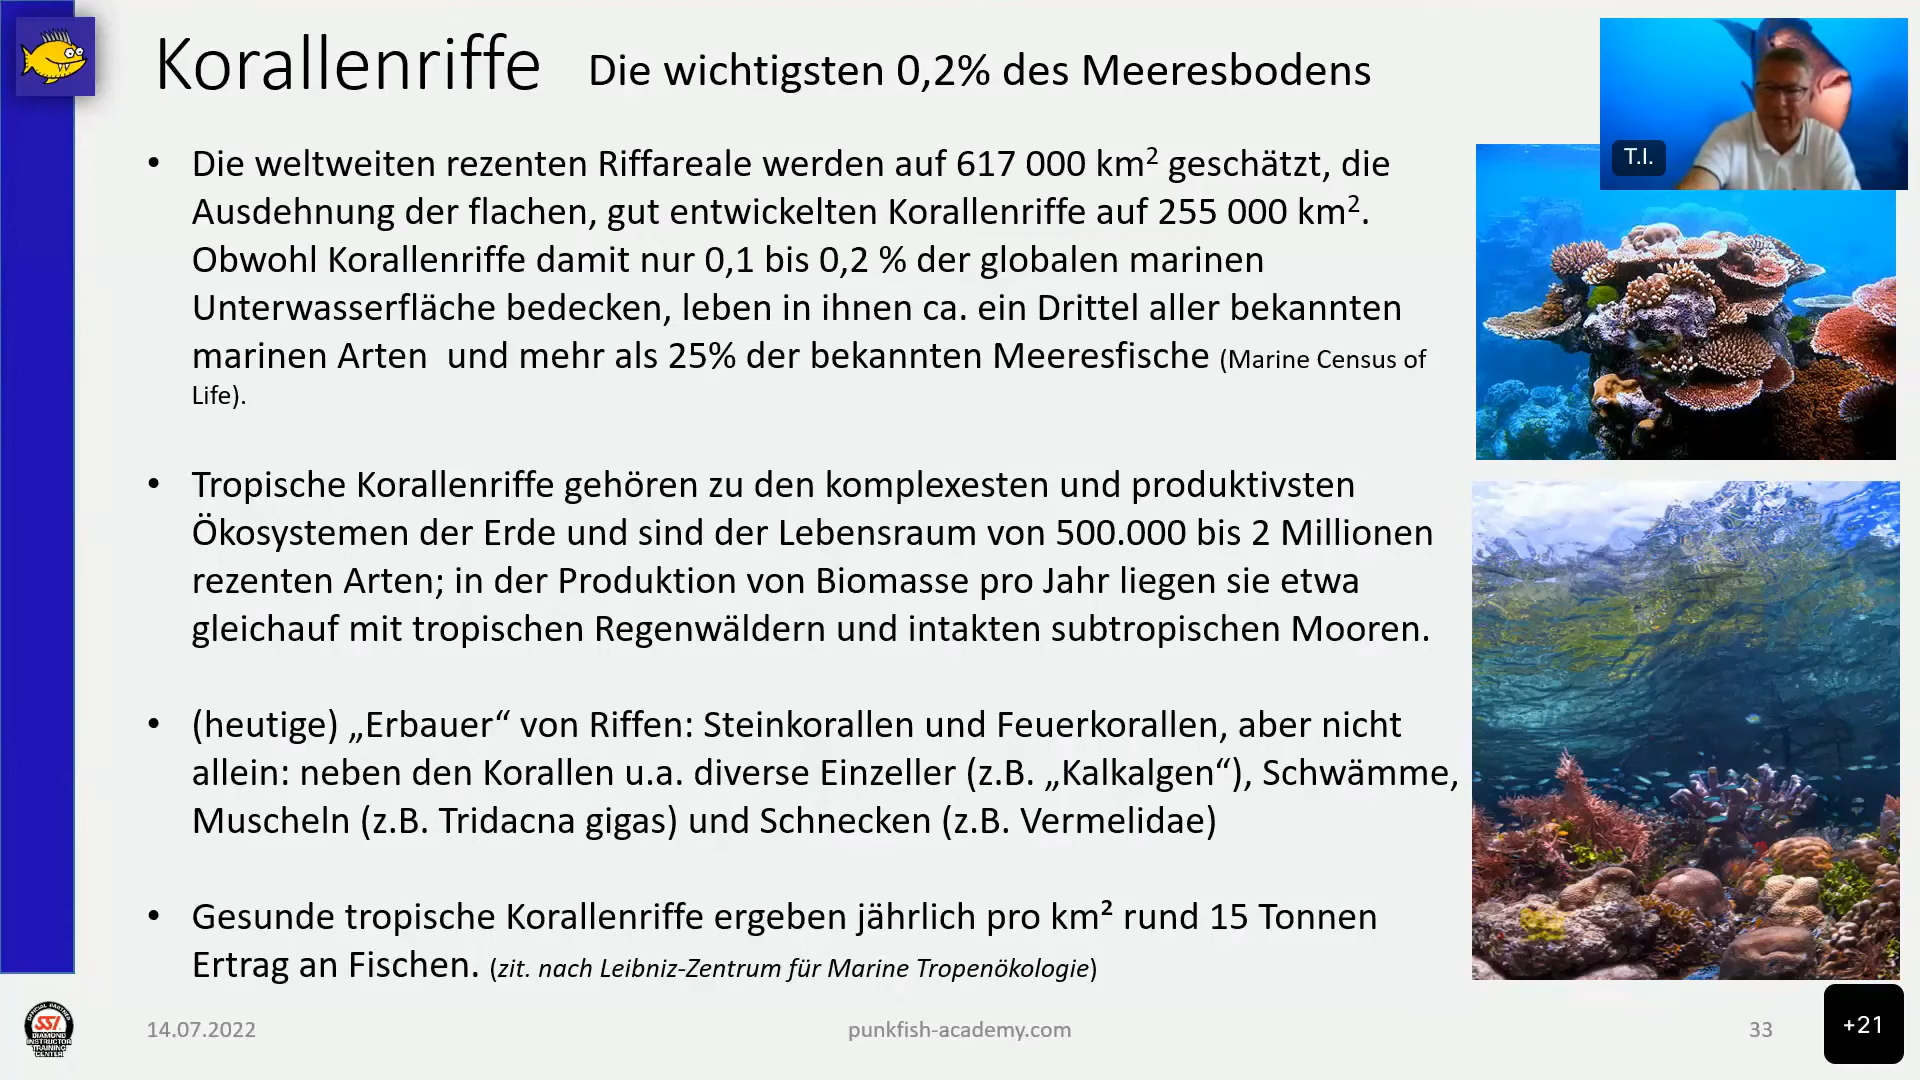 Korallenriffe Die wichtigsten 0,2% des Meeresbodens
T.I.
• Die weltweiten rezenten Riffareale werden auf 617 000 km² geschätzt, die
Ausdehnung der flachen, gut entwickelten Korallenriffe auf 255 000 km².
Obwohl Korallenriffe damit nur 0,1 bis 0,2 % der globalen marinen
Unterwasserfläche bedecken, leben in ihnen ca. ein Drittel aller bekannten
marinen Arten und mehr als 25% der bekannten Meeresfische (Marine Census of
Life).
• Tropische Korallenriffe gehören zu den komplexesten und produktivsten
Ökosystemen der Erde und sind der Lebensraum von 500.000 bis 2 Millionen
rezenten Arten; in der Produktion von Biomasse pro Jahr liegen sie etwa
gleichauf mit tropischen Regenwäldern und intakten subtropischen Mooren.
• (heutige) „Erbauer“ von Riffen: Steinkorallen und Feuerkorallen, aber nicht
allein: neben den Korallen u.a. diverse Einzeller (z.B. „Kalkalgen“), Schwämme,
Muscheln (z.B. Tridacna gigas) und Schnecken (z.B. Vermelidae)
• Gesunde tropische Korallenriffe ergeben jährlich pro km² rund 15 Tonnen
Ertrag an Fischen. (zit. nach Leibniz-Zentrum für Marine Tropenökologie)
SSI
DIAMOND
INSTRUCTOR
TRAINING
CENTER
14.07.2022
punkfish-academy.com
33
+21